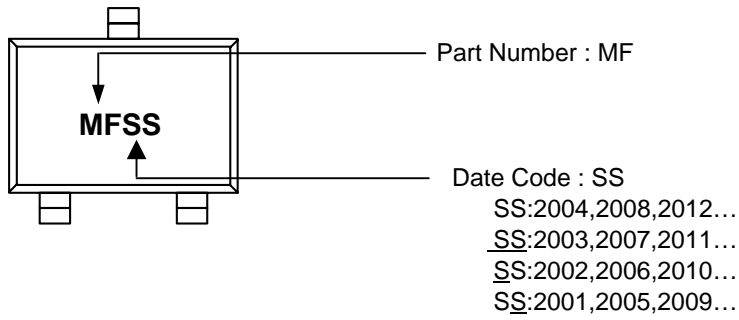 Part Number : MF
MFSS
Date Code : SS
SS:2004,2008,2012…
SS:2003,2007,2011…
SS:2002,2006,2010…
SS:2001,2005,2009…